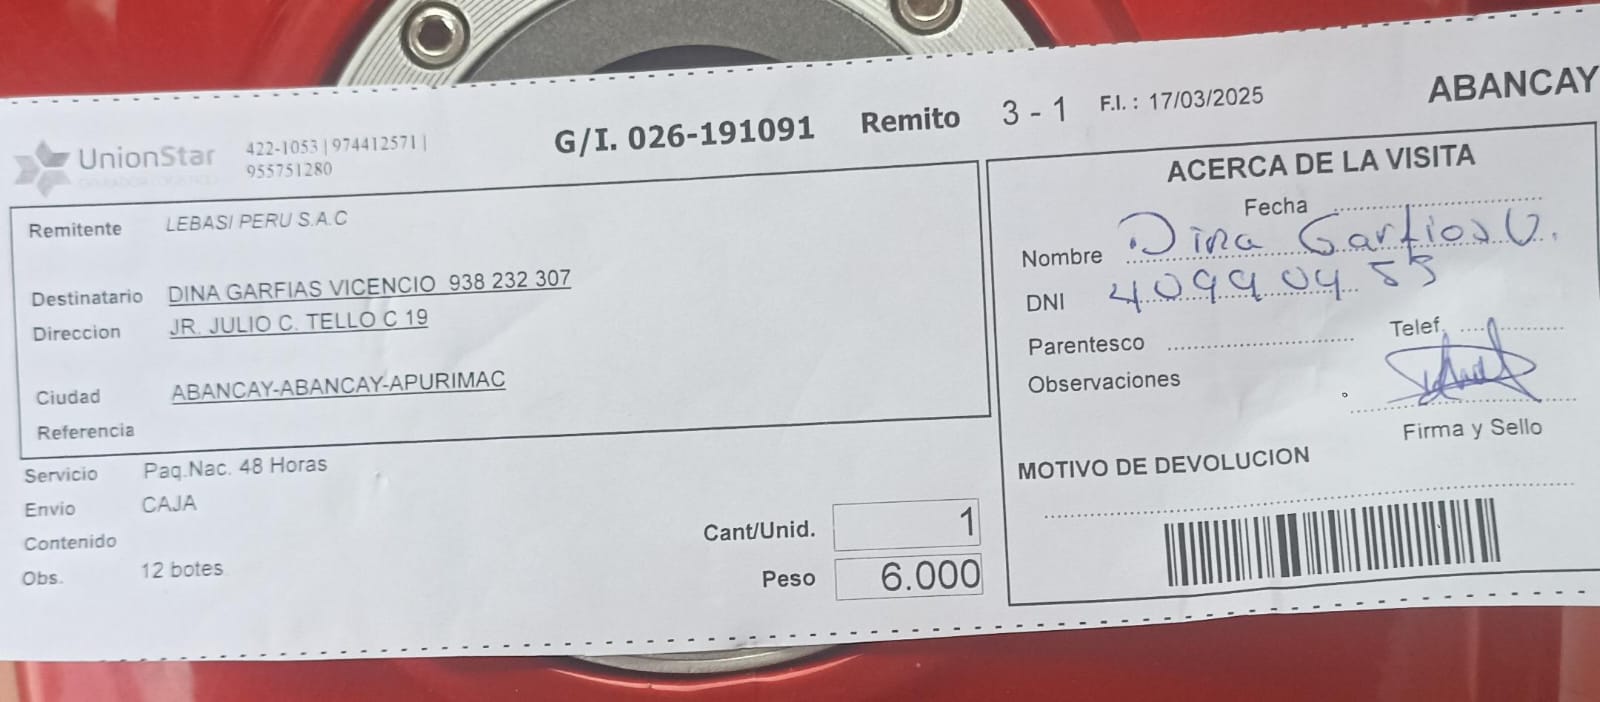 UnionStar
422-1053 | 974412571 |
955751280
G/I. 026-191091 Remito 3 - 1 F.I. : 17/03/2025 ABANCAY
Remitente LEBASI PERU S.A.C
Destinatario DINA GARFIAS VICENCIO 938 232 307
Direccion JR. JULIO C. TELLO C 19
Ciudad ABANCAY-ABANCAY-APURIMAC
Referencia
Servicio Paq.Nac. 48 Horas
Envio CAJA
Contenido
Obs. 12 botes
Cant/Unid. 1
Peso 6.000
ACERCA DE LA VISITA
Fecha
Nombre Dina Garfios V.
DNI 40990453
Parentesco Telef.
Observaciones
Firma y Sello
MOTIVO DE DEVOLUCION